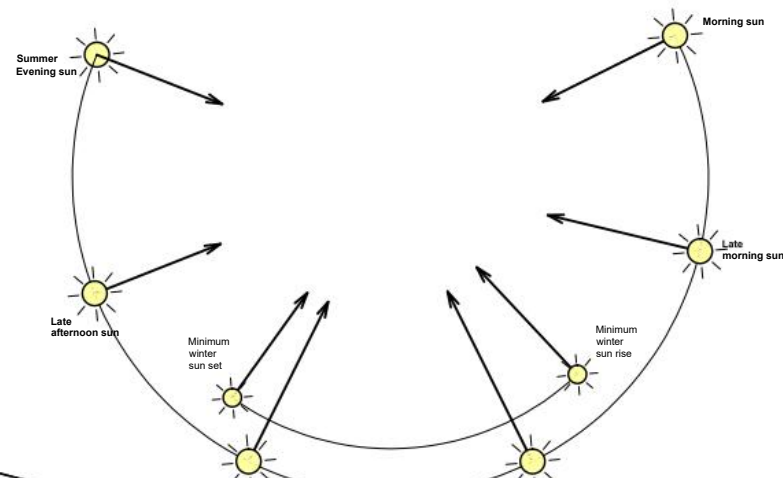 Morning sun
Summer
Evening sun
Late
morning sun
Late
afternoon sun
Minimum
winter
sun set
Minimum
winter
sun rise